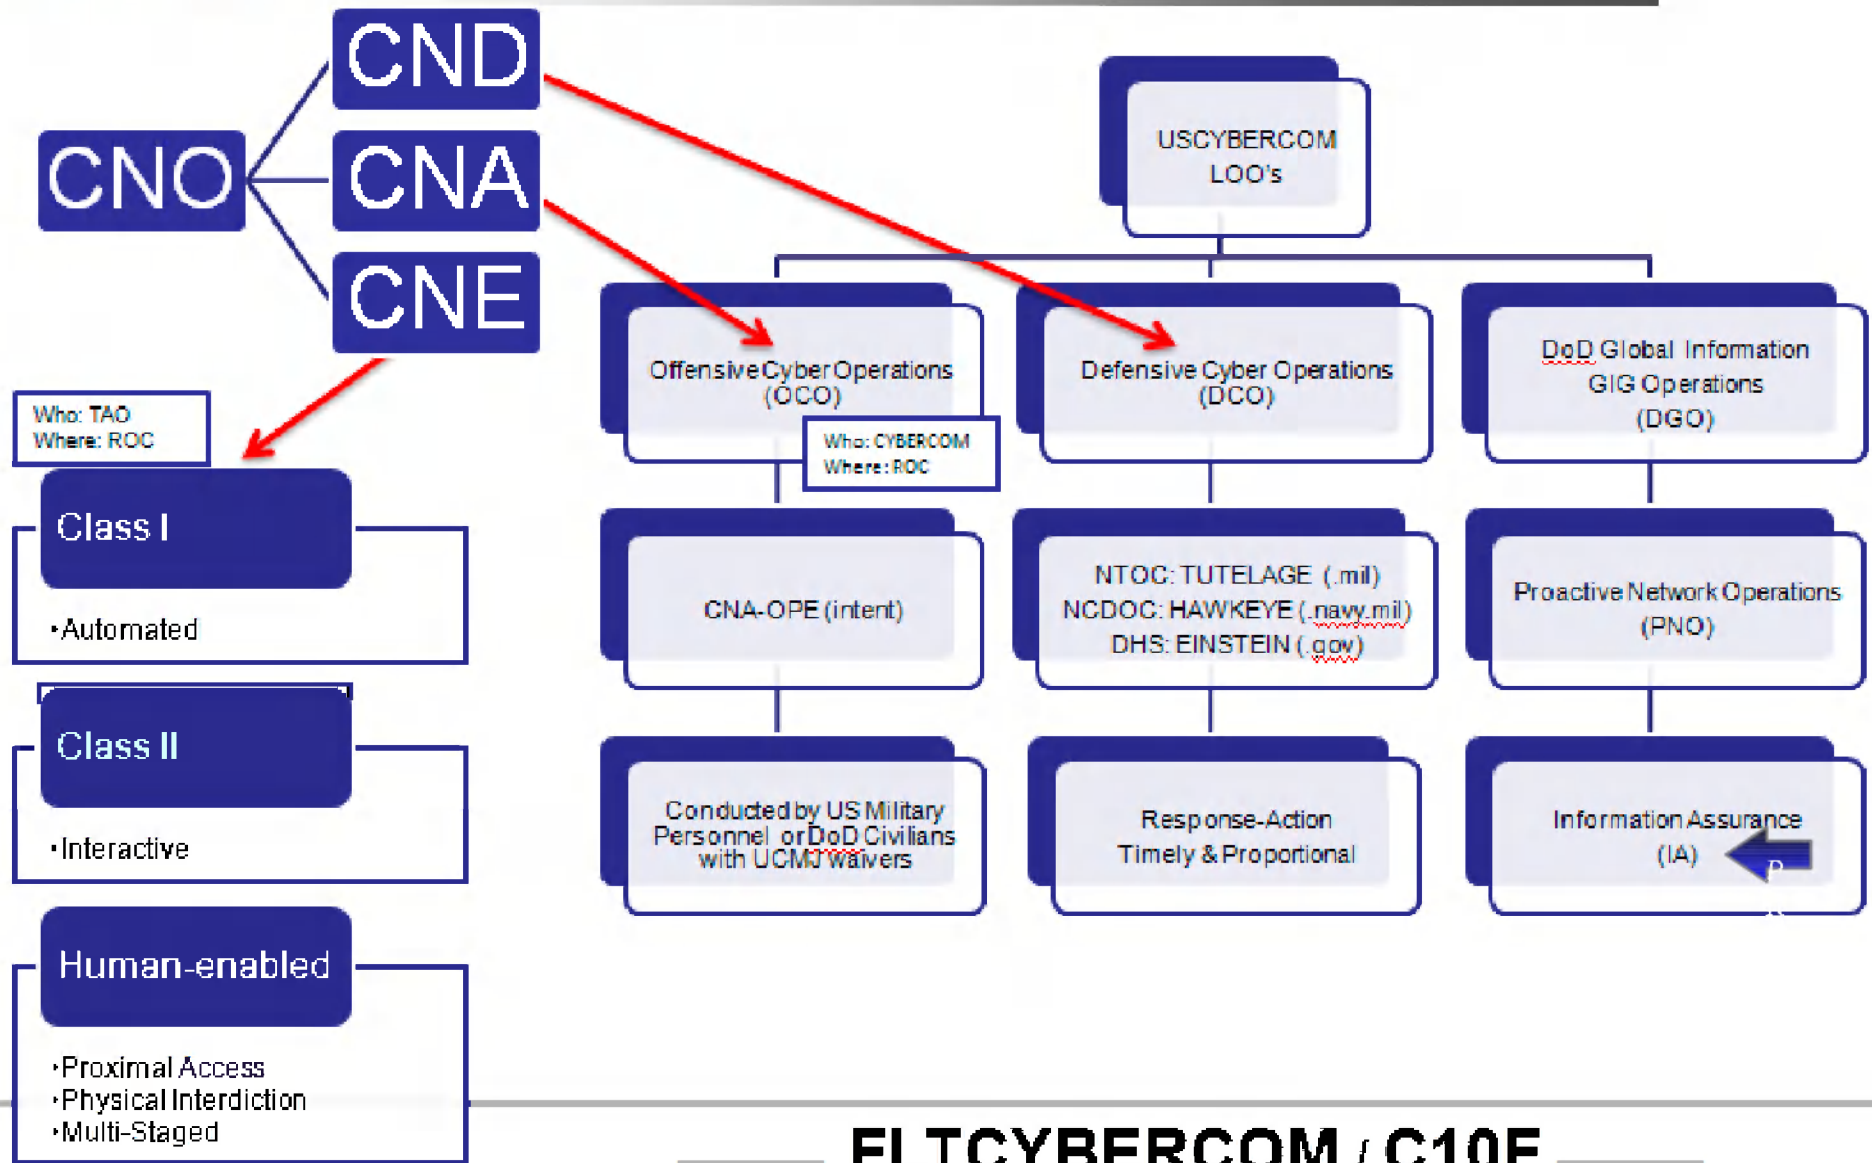 CNO
CND
CNA
CNE
Who: TAO
Where: ROC
Class I
•Automated
Class II
•Interactive
Human-enabled
•Proximal Access
•Physical Interdiction
•Multi-Staged
USCYBERCOM
LOO's
Offensive Cyber Operations
(OCO)
Who: CYBERCOM
Where: ROC
CNA-OPE (intent)
Conducted by US Military
Personnel or DoD Civilians
with UCMJ waivers
Defensive Cyber Operations
(DCO)
NTOC: TUTELAGE (.mil)
NCDOC: HAWKEYE (.navy.mil)
DHS: EINSTEIN (.gov)
Response-Action
Timely & Proportional
DoD Global Information
GIG Operations
(DGO)
Proactive Network Operations
(PNO)
Information Assurance
(IA)
FLTCYBERCOM / C10F